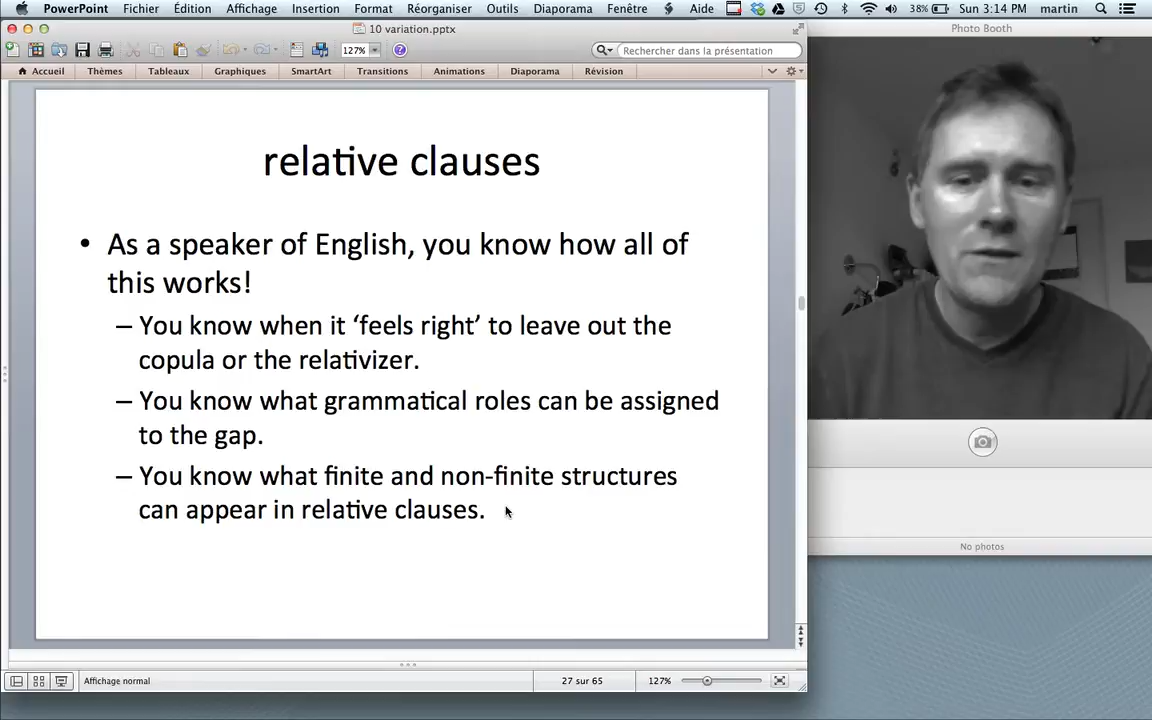 PowerPoint Fichier Édition Affichage Insertion Format Réorganiser Outils Diaporama Fenêtre Aide 38% Sun 3:14 PM martin
10 variation.pptx
Photo Booth
127% Rechercher dans la présentation
Accueil Thèmes Tableaux Graphiques SmartArt Transitions Animations Diaporama Révision
relative clauses
• As a speaker of English, you know how all of
this works!
– You know when it ‘feels right’ to leave out the
copula or the relativizer.
– You know what grammatical roles can be assigned
to the gap.
– You know what finite and non-finite structures
can appear in relative clauses.
No photos
Affichage normal 27 sur 65 127%